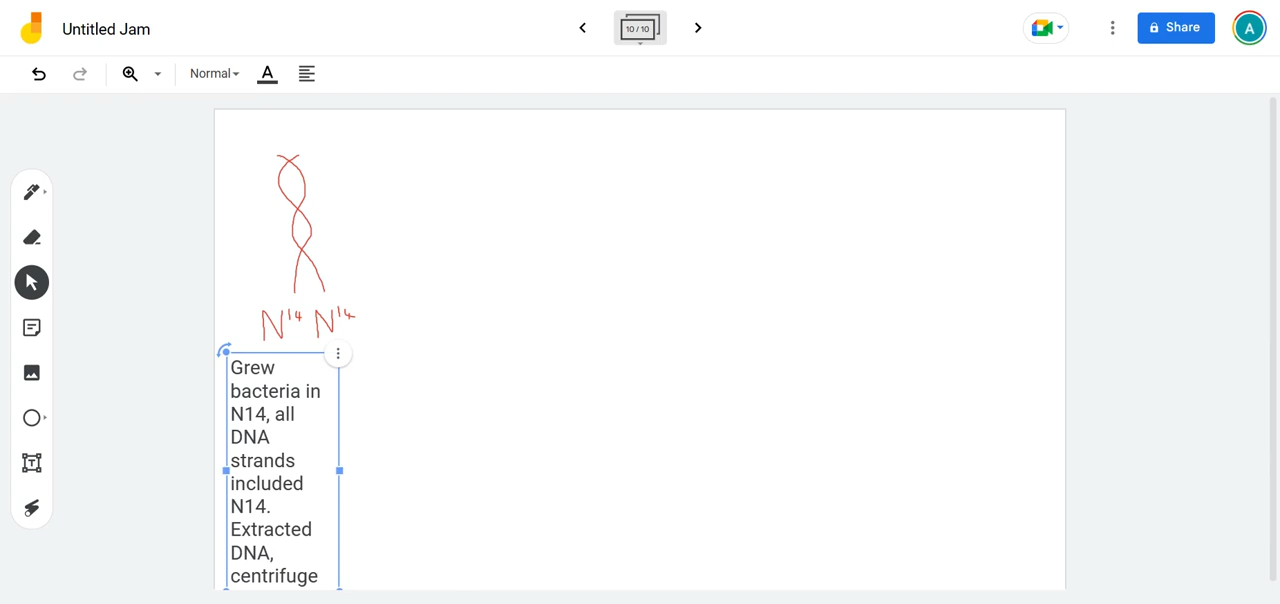 Untitled Jam
10 / 10
Share
A
Normal
A
N14 N14
Grew
bacteria in
N14, all
DNA
strands
included
N14.
Extracted
DNA,
centrifuge